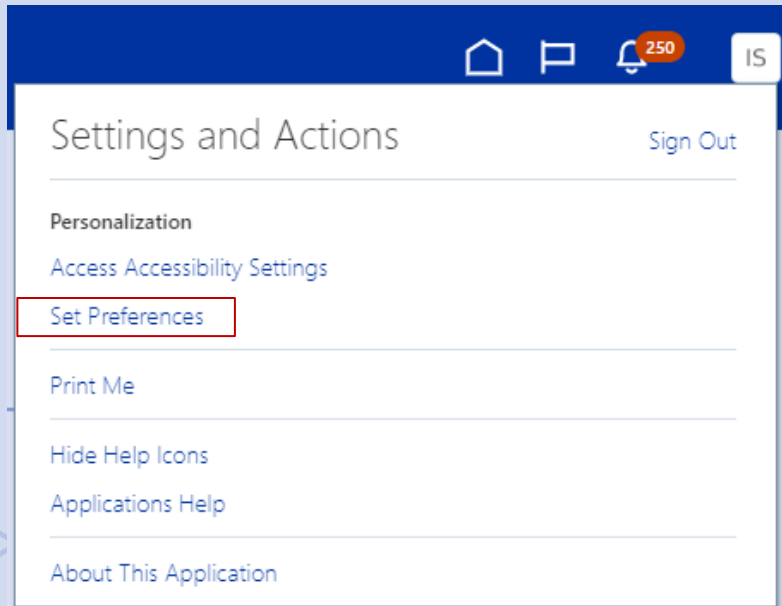 250
IS
Settings and Actions
Sign Out
Personalization
Access Accessibility Settings
Set Preferences
Print Me
Hide Help Icons
Applications Help
About This Application